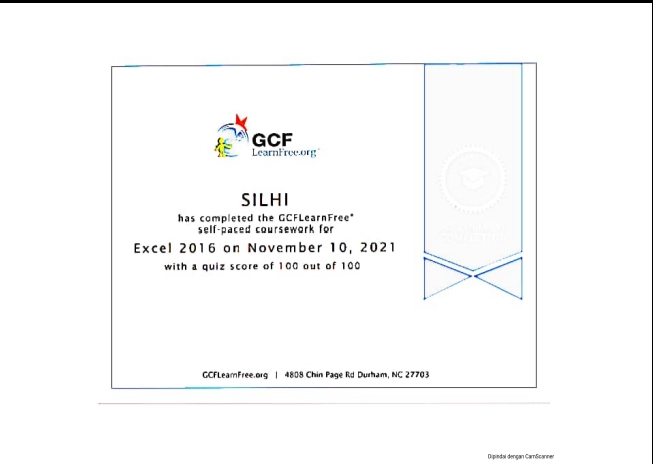 GCF
LearnFree.org
SILHI
has completed the GCFLearnFree®
self-paced coursework for
Excel 2016 on November 10, 2021
with a quiz score of 100 out of 100
GCFLearnFree.org | 4808 Chin Page Rd Durham, NC 27703
Dipindai dengan CamScanner